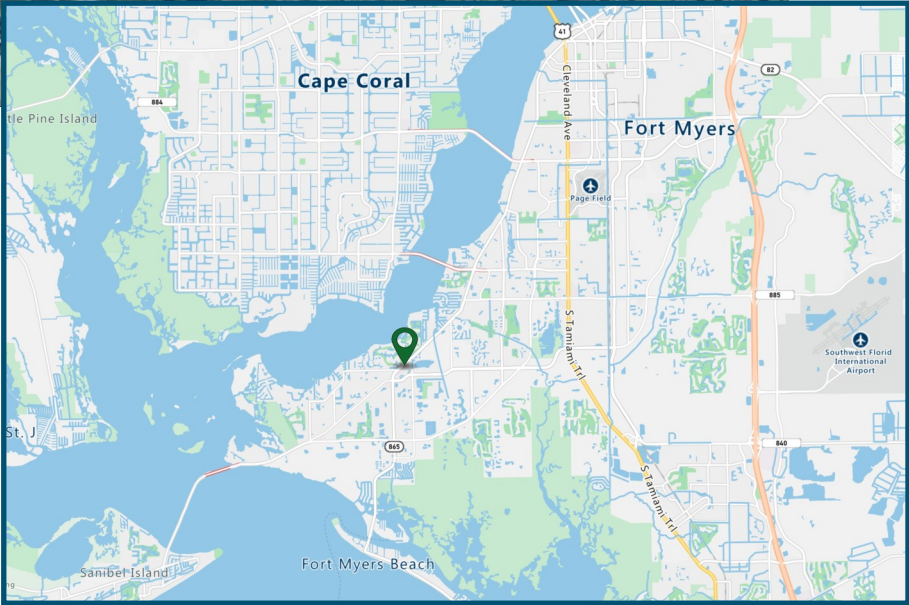 41
82
Cape Coral
884
Cleveland Ave
tle Pine Island
Fort Myers
Page Field
885
S Tamiami Trl
Southwest Florid
International
Airport
St. J
865
840
S Tamiami Trl
Fort Myers Beach
Sanibel Island
ng